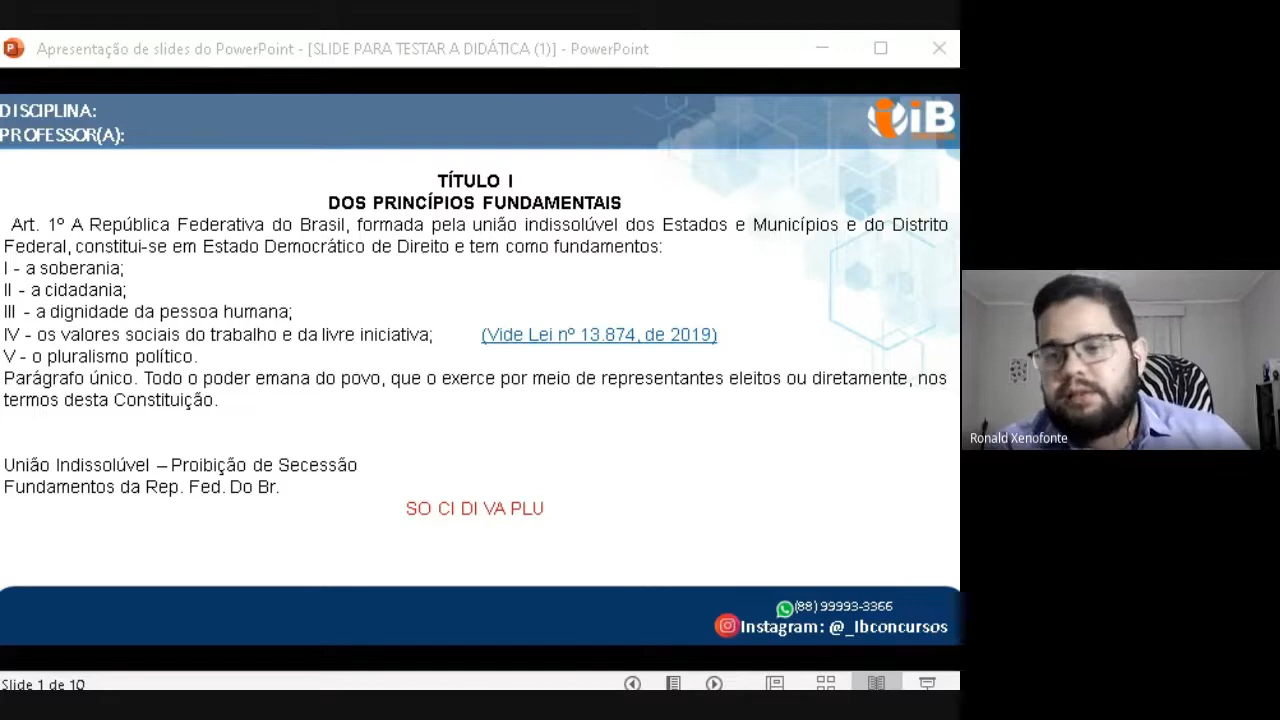 Apresentação de slides do PowerPoint - [SLIDE PARA TESTAR A DIDÁTICA (1)] - PowerPoint
DISCIPLINA:
PROFESSOR(A):
iB
TÍTULO I
DOS PRINCÍPIOS FUNDAMENTAIS
Art. 1º A República Federativa do Brasil, formada pela união indissolúvel dos Estados e Municípios e do Distrito
Federal, constitui-se em Estado Democrático de Direito e tem como fundamentos:
I - a soberania;
II - a cidadania;
III - a dignidade da pessoa humana;
IV - os valores sociais do trabalho e da livre iniciativa; (Vide Lei nº 13.874, de 2019)
V - o pluralismo político.
Parágrafo único. Todo o poder emana do povo, que o exerce por meio de representantes eleitos ou diretamente, nos
termos desta Constituição.
União Indissolúvel – Proibição de Secessão
Fundamentos da Rep. Fed. Do Br.
SO CI DI VA PLU
(88) 99993-3366
Instagram: @_Ibconcursos
Slide 1 de 10
Ronald Xenofonte